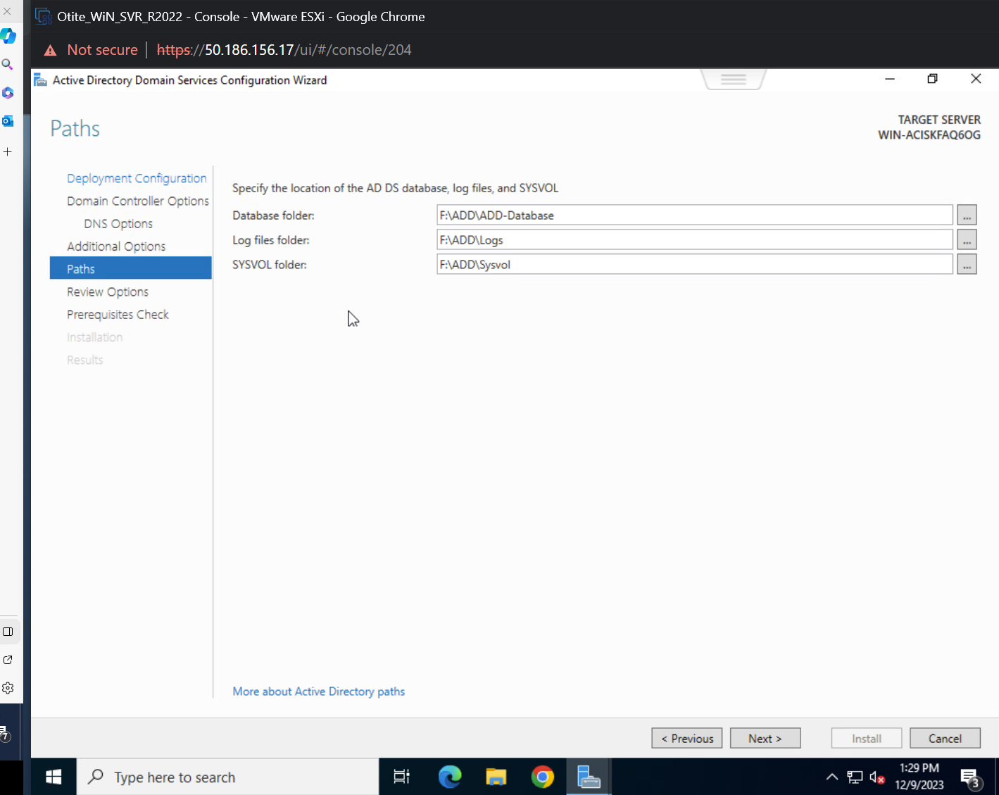 Otite_WiN_SVR_R2022 - Console - VMware ESXi - Google Chrome
Not secure | https://50.186.156.17/ui/#/console/204
Active Directory Domain Services Configuration Wizard
Paths
TARGET SERVER
WIN-ACISKFAQ6OG
Deployment Configuration
Domain Controller Options
DNS Options
Additional Options
Paths
Review Options
Prerequisites Check
Installation
Results
Specify the location of the AD DS database, log files, and SYSVOL
Database folder: F:\ADD\ADD-Database ...
Log files folder: F:\ADD\Logs ...
SYSVOL folder: F:\ADD\Sysvol ...
More about Active Directory paths
< Previous Next > Install Cancel
7
Type here to search
1:29 PM
12/9/2023
3